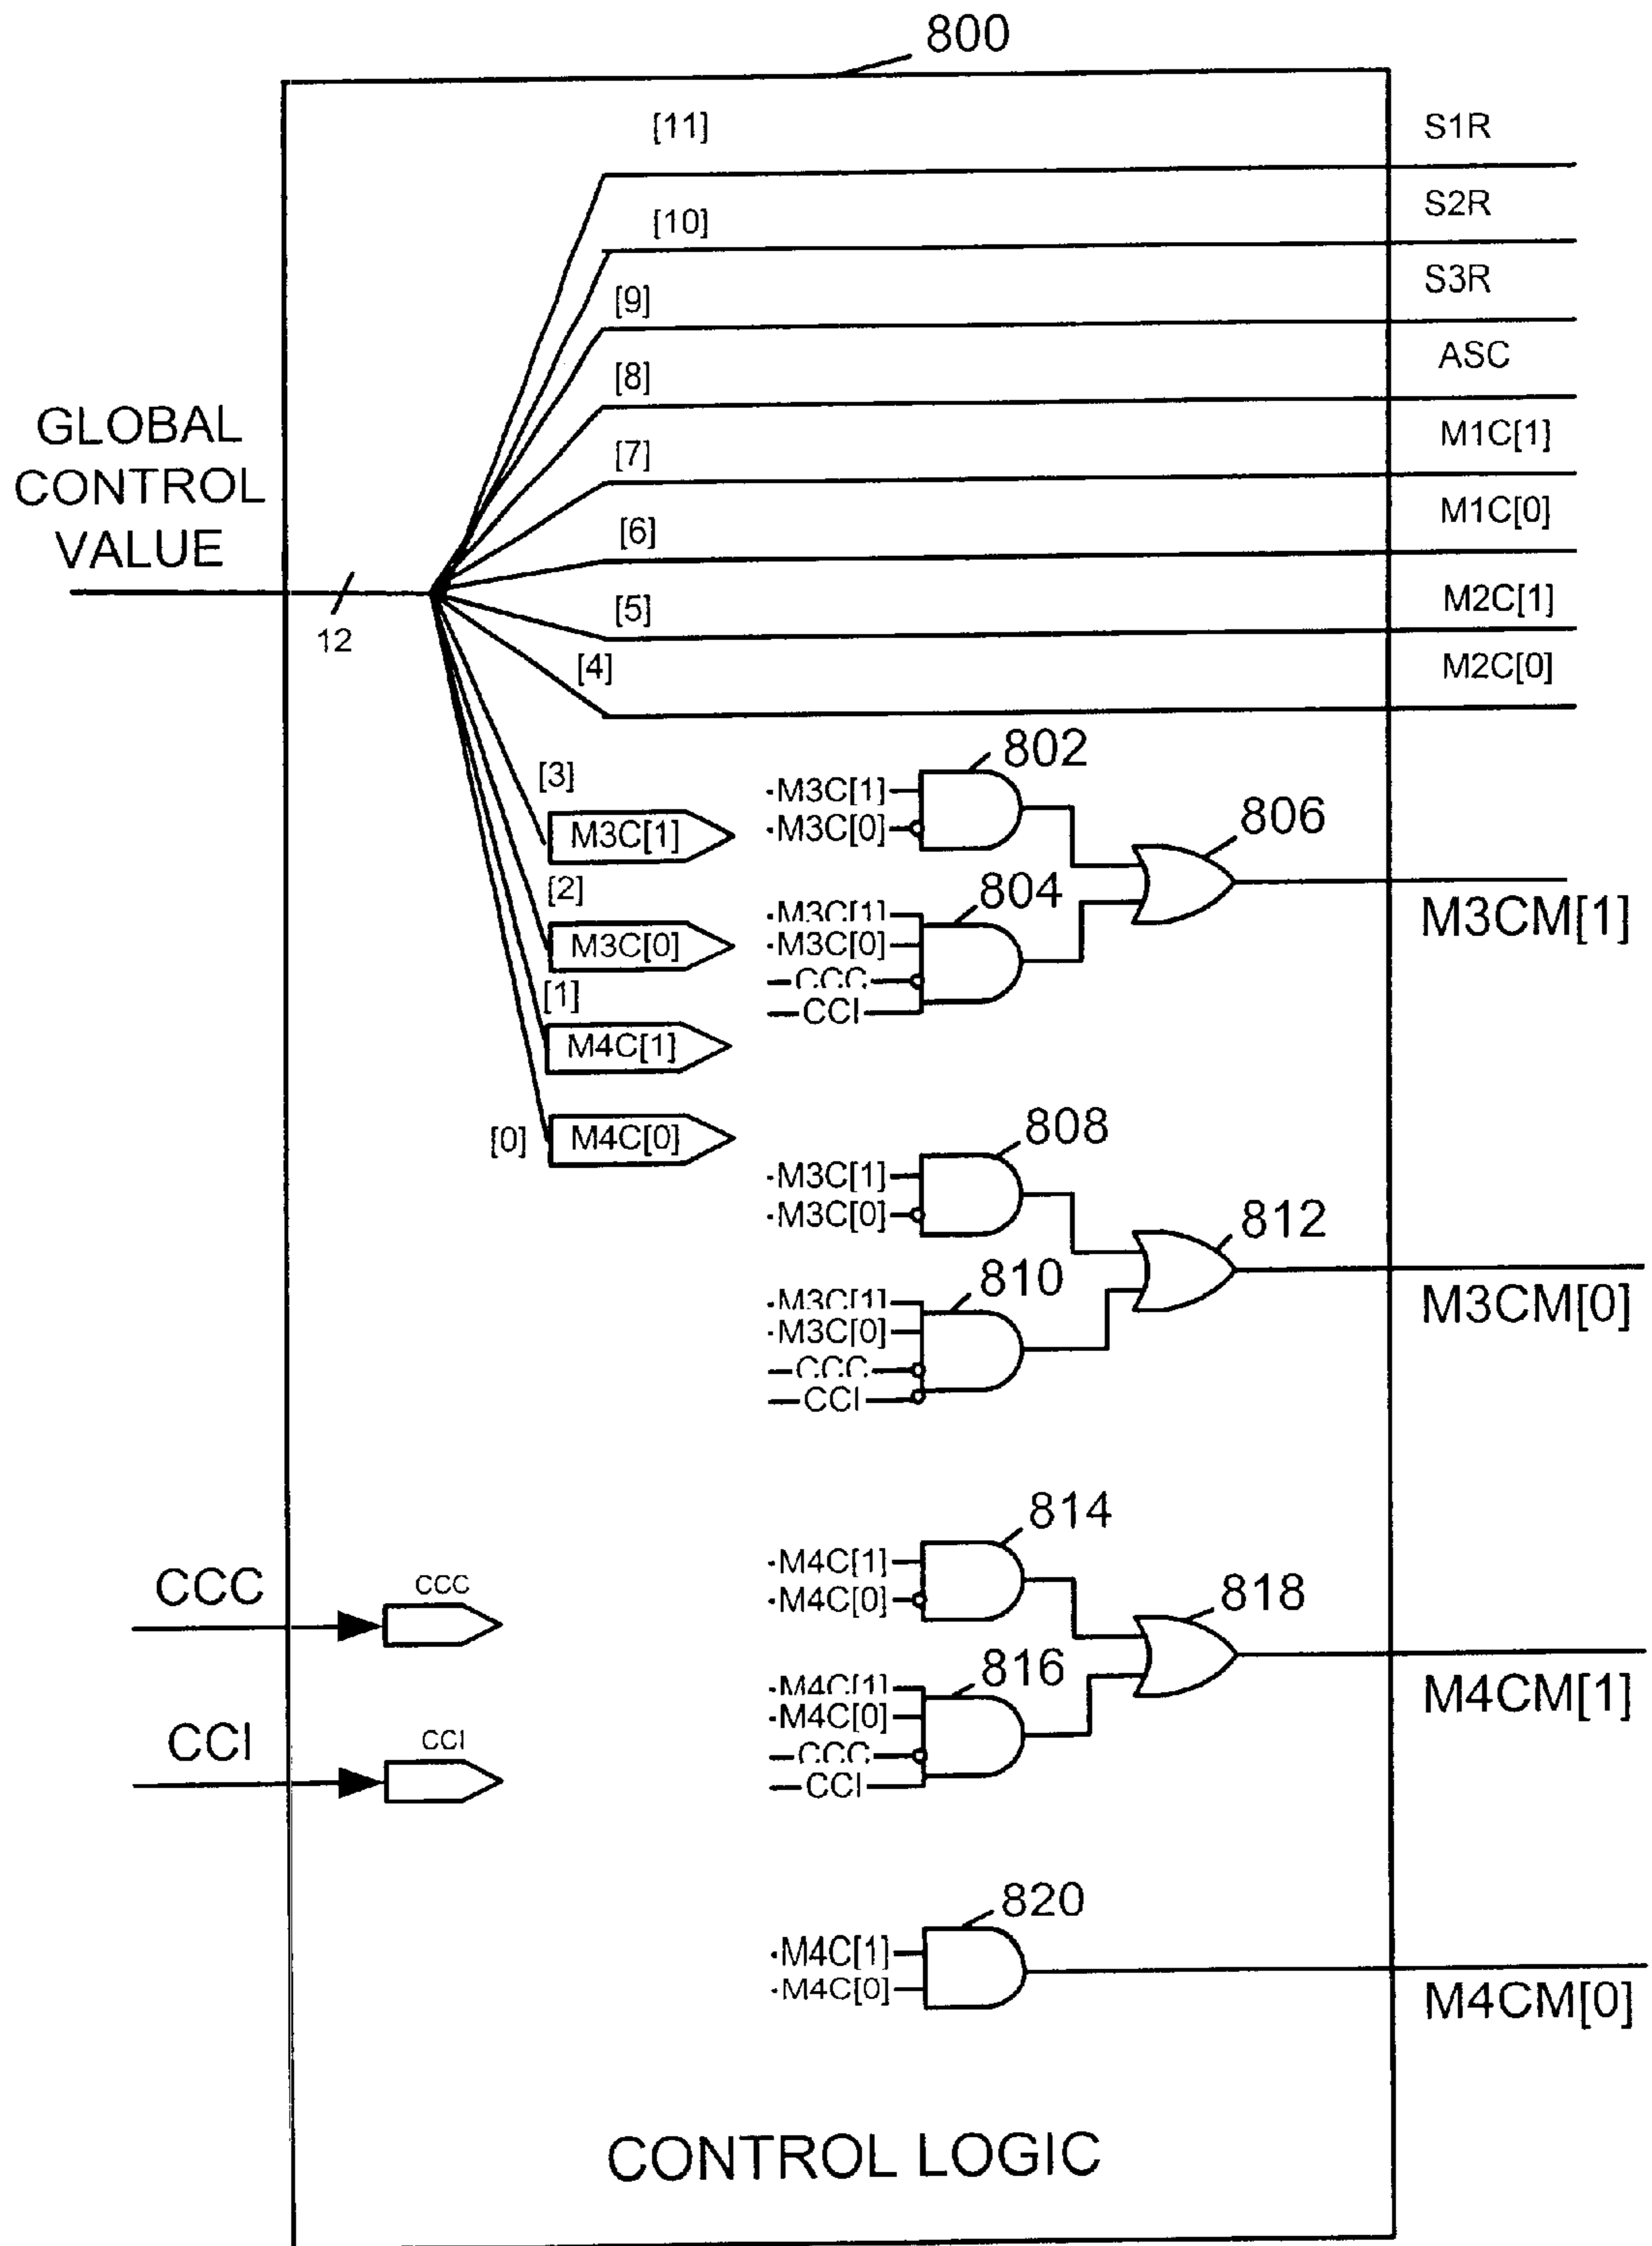 800
[11]
S1R
[10]
S2R
[9]
S3R
[8]
ASC
GLOBAL
CONTROL
VALUE
[7]
M1C[1]
[6]
M1C[0]
12
[5]
M2C[1]
[4]
M2C[0]
802
[3]
M3C[1]
M3C[1]
M3C[0]
806
804
[2]
M3C[0]
M3C[1]
M3C[0]
CCC
CCI
M3CM[1]
[1]
M4C[1]
[0]
M4C[0]
808
M3C[1]
M3C[0]
812
810
M3C[1]
M3C[0]
CCC
CCI
M3CM[0]
814
M4C[1]
M4C[0]
818
CCC
CCC
816
M4C[1]
M4C[0]
CCC
CCI
M4CM[1]
CCI
CCI
820
M4C[1]
M4C[0]
M4CM[0]
CONTROL LOGIC